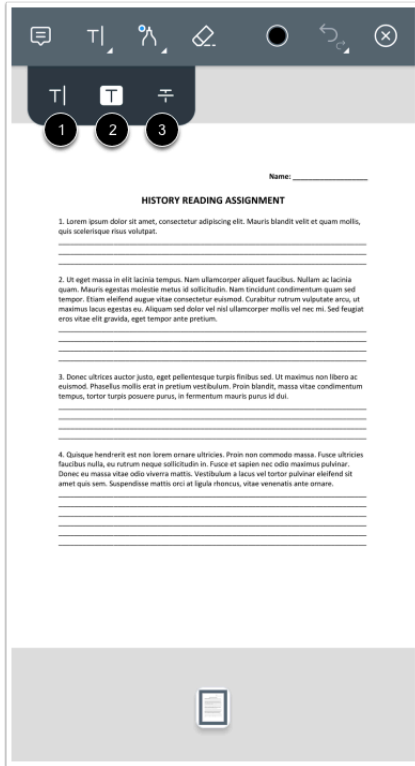 T|
T|
T
T
1
2
3
Name: ____________________
HISTORY READING ASSIGNMENT
1. Lorem ipsum dolor sit amet, consectetur adipiscing elit. Mauris blandit velit et quam mollis,
quis scelerisque risus volutpat.
2. Ut eget massa in elit lacinia tempus. Nam ullamcorper aliquet faucibus. Nullam ac lacinia
quam. Mauris egestas molestie metus id sollicitudin. Nam tincidunt condimentum quam sed
tempor. Etiam eleifend augue vitae consectetur euismod. Curabitur rutrum vulputate arcu, ut
maximus lacus egestas eu. Aliquam sed dolor vel nisl ullamcorper mollis vel nec mi. Sed feugiat
eros vitae elit gravida, eget tempor ante pretium.
3. Donec ultrices auctor justo, eget pellentesque turpis finibus sed. Ut maximus non libero ac
euismod. Phasellus mollis erat in pretium vestibulum. Proin blandit, massa vitae condimentum
tempus, tortor turpis posuere purus, in fermentum mauris purus id dui.
4. Quisque hendrerit est non lorem ornare ultricies. Proin non commodo massa. Fusce ultricies
faucibus nulla, eu rutrum neque sollicitudin in. Fusce et sapien nec odio maximus pulvinar.
Donec eu massa vitae odio viverra mattis. Vestibulum a lacus vel tortor pulvinar eleifend sit
amet quis sem. Suspendisse mattis orci at ligula rhoncus, vitae venenatis ante ornare.